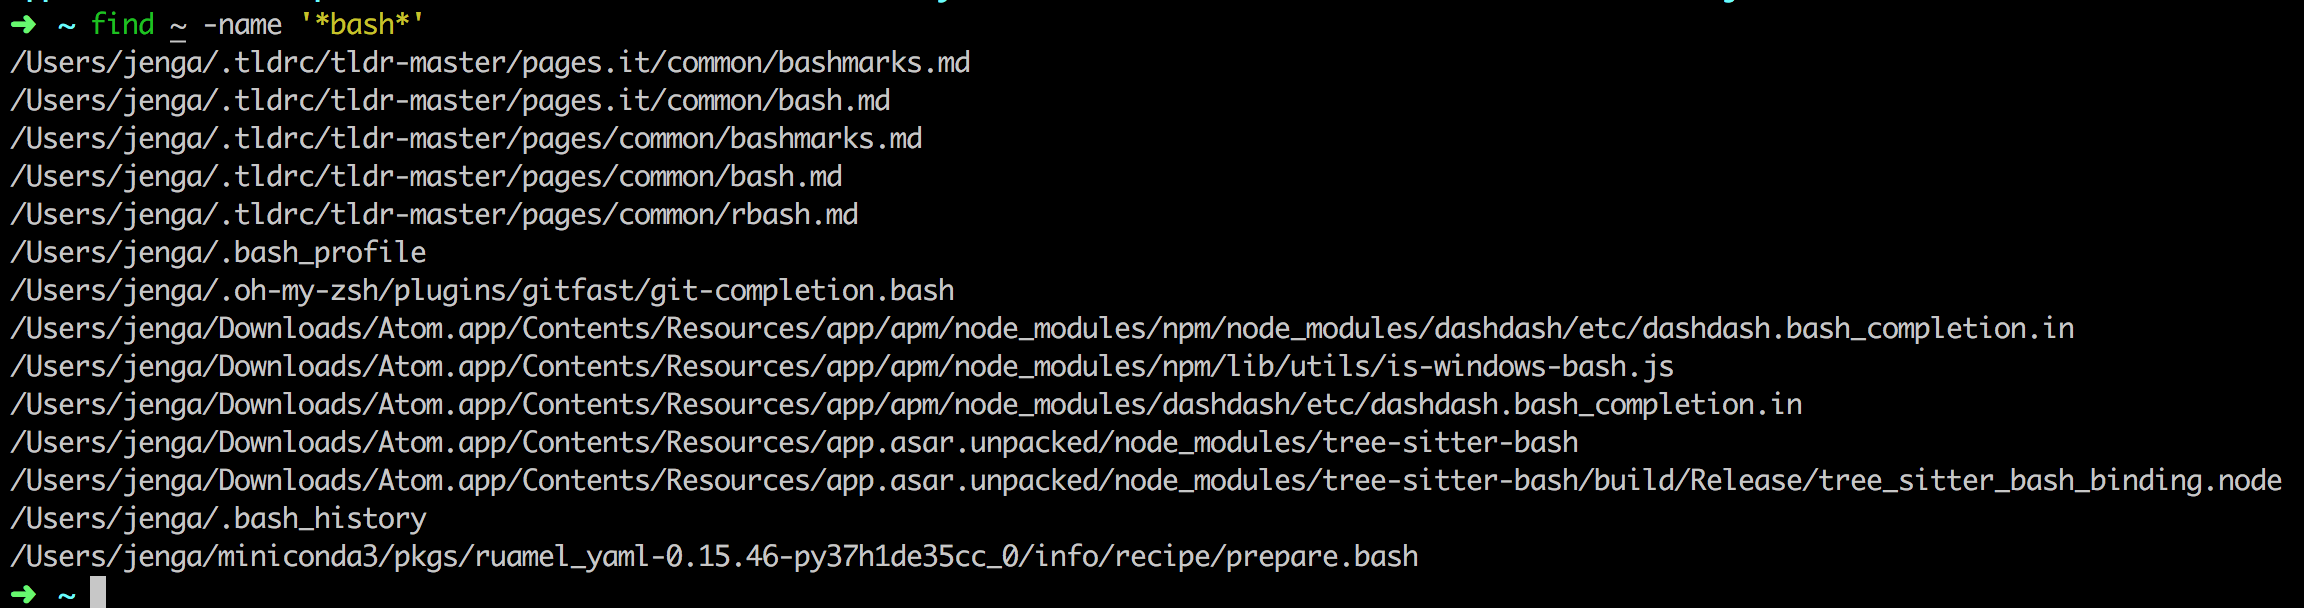 ➜ ~ find ~ -name '*bash*'
/Users/jenga/.tldrc/tldr-master/pages.it/common/bashmarks.md
/Users/jenga/.tldrc/tldr-master/pages.it/common/bash.md
/Users/jenga/.tldrc/tldr-master/pages/common/bashmarks.md
/Users/jenga/.tldrc/tldr-master/pages/common/bash.md
/Users/jenga/.tldrc/tldr-master/pages/common/rbash.md
/Users/jenga/.bash_profile
/Users/jenga/.oh-my-zsh/plugins/gitfast/git-completion.bash
/Users/jenga/Downloads/Atom.app/Contents/Resources/app/apm/node_modules/npm/node_modules/dashdash/etc/dashdash.bash_completion.in
/Users/jenga/Downloads/Atom.app/Contents/Resources/app/apm/node_modules/npm/lib/utils/is-windows-bash.js
/Users/jenga/Downloads/Atom.app/Contents/Resources/app/apm/node_modules/dashdash/etc/dashdash.bash_completion.in
/Users/jenga/Downloads/Atom.app/Contents/Resources/app.asar.unpacked/node_modules/tree-sitter-bash
/Users/jenga/Downloads/Atom.app/Contents/Resources/app.asar.unpacked/node_modules/tree-sitter-bash/build/Release/tree_sitter_bash_binding.node
/Users/jenga/.bash_history
/Users/jenga/miniconda3/pkgs/ruamel_yaml-0.15.46-py37h1de35cc_0/info/recipe/prepare.bash
➜ ~